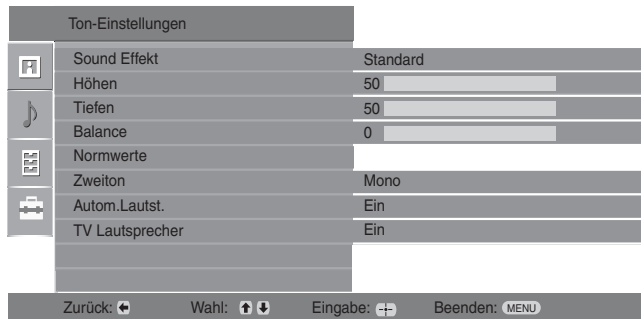 Ton-Einstellungen
Sound Effekt Standard
Höhen 50
Tiefen 50
Balance 0
Normwerte
Zweiton Mono
Autom.Lautst. Ein
TV Lautsprecher Ein
Zurück: Wahl: Eingabe: Beenden: MENU